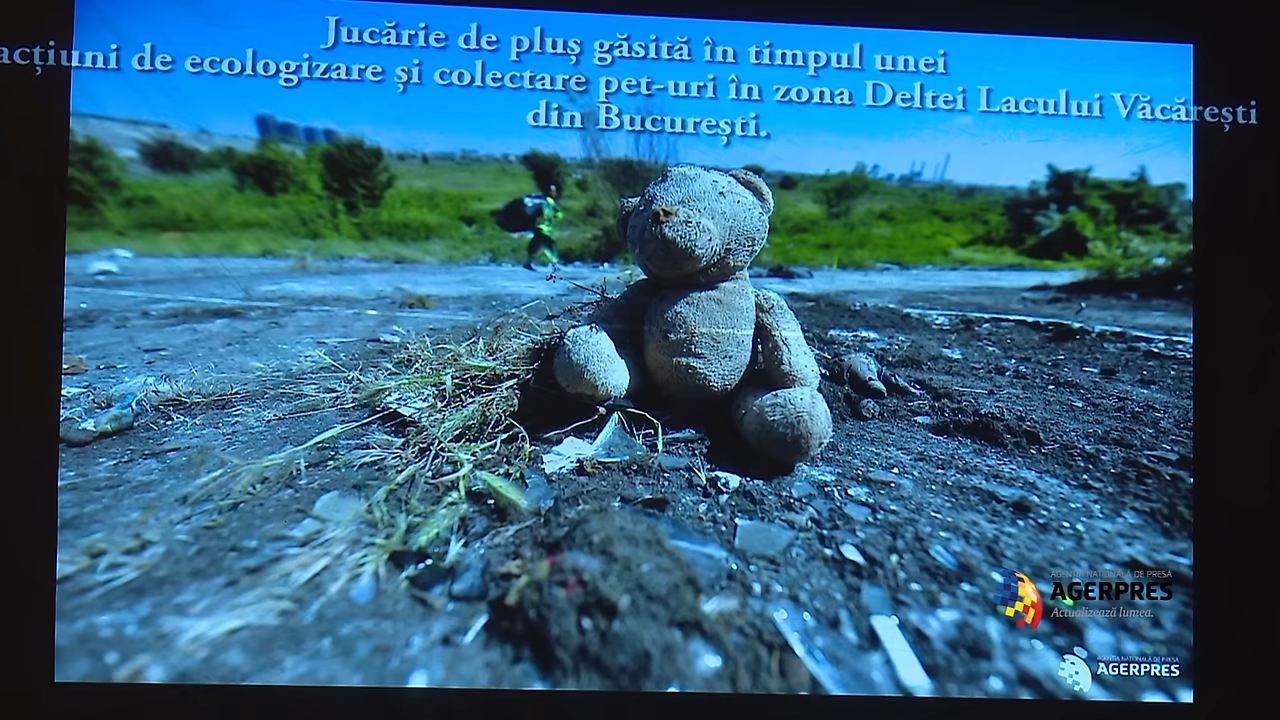 Jucărie de pluș găsită în timpul unei
acțiuni de ecologizare și colectare pet-uri în zona Deltei Lacului Văcărești
din București.
AGENȚIA NAȚIONALĂ DE PRESĂ
AGERPRES
Actualizează lumea.
AGENȚIA NAȚIONALĂ DE PRESĂ
AGERPRES